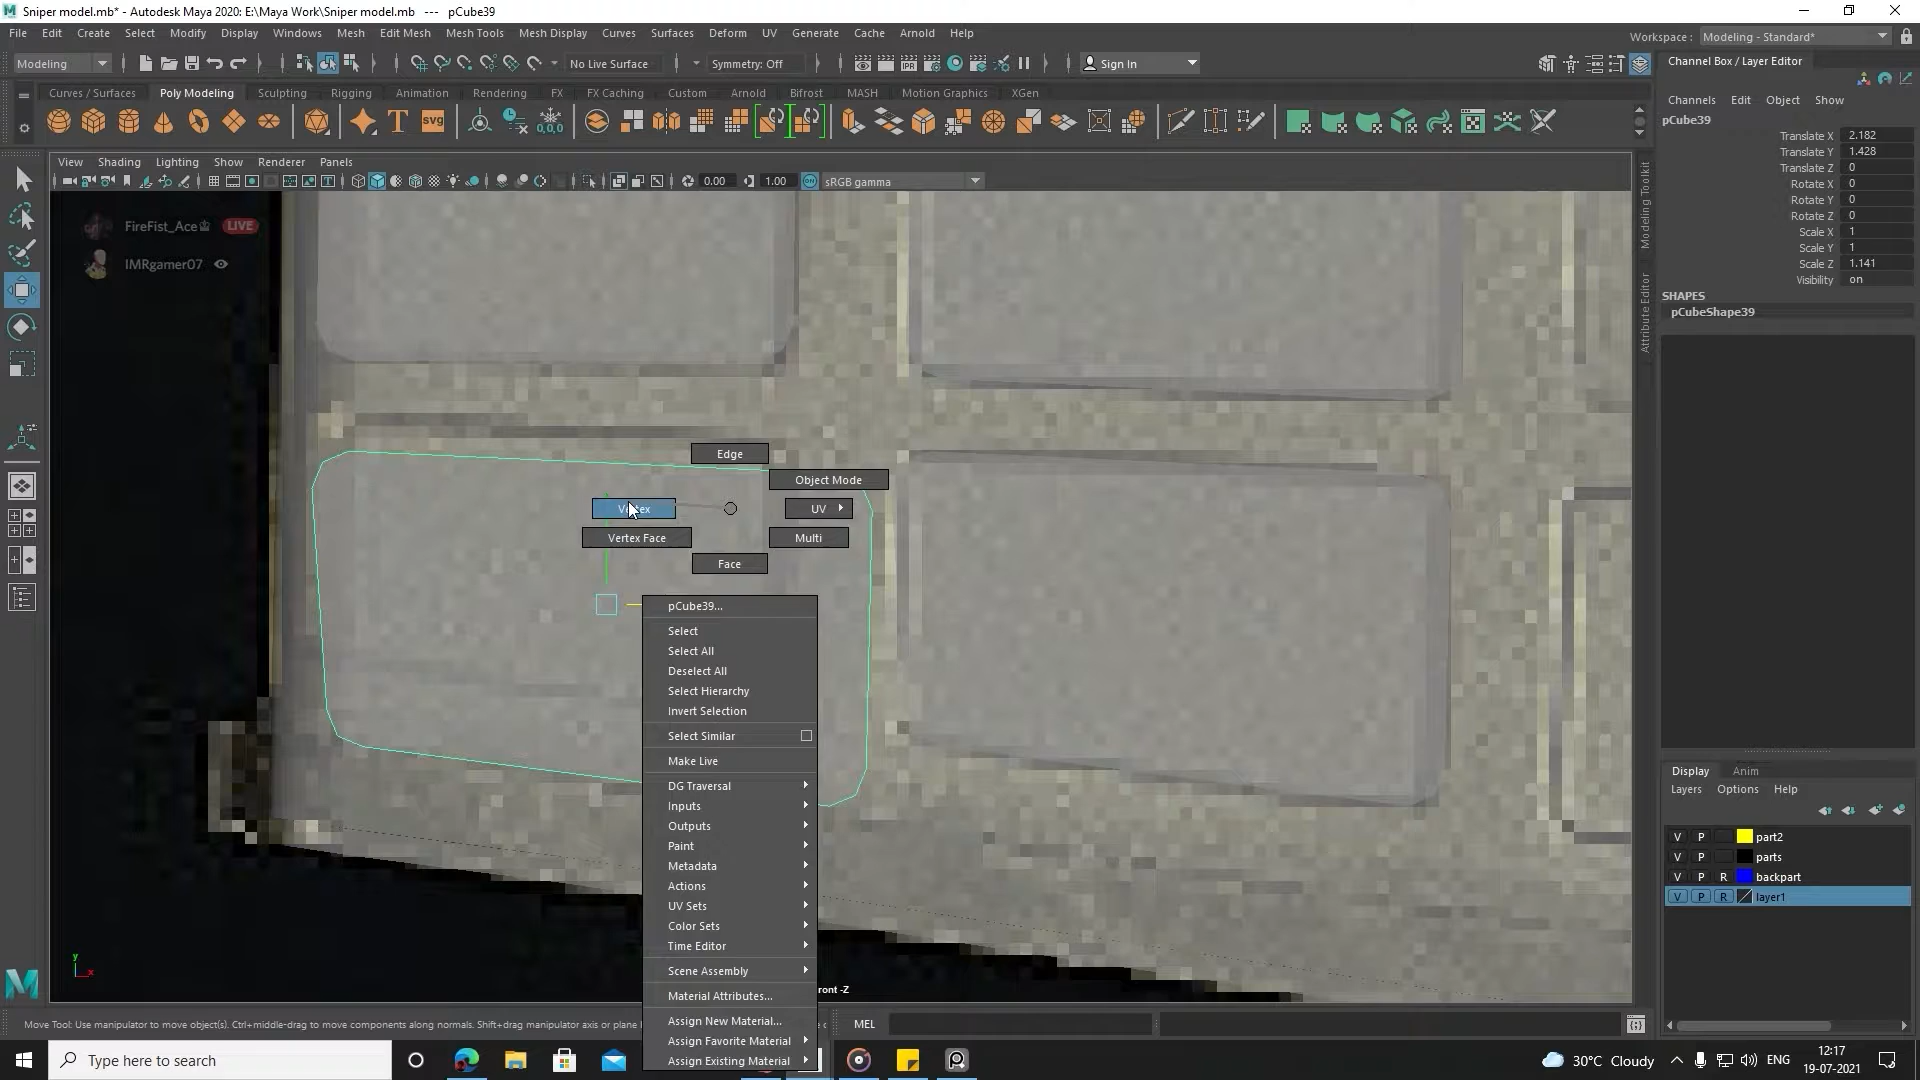 Sniper model.mb* - Autodesk Maya 2020: E:\Maya Work\Sniper model.mb --- pCube39
File Edit Create Select Modify Display Windows Mesh Edit Mesh Mesh Tools Mesh Display Curves Surfaces Deform UV Generate Cache Arnold Help
Workspace : Modeling - Standard*
Modeling
No Live Surface
Symmetry: Off
Sign In
Channel Box / Layer Editor
Curves / Surfaces Poly Modeling Sculpting Rigging Animation Rendering FX FX Caching Custom Arnold Bifrost MASH Motion Graphics XGen
Channels Edit Object Show
pCube39
Translate X 2.182
Translate Y 1.428
Translate Z 0
Rotate X 0
Rotate Y 0
Rotate Z 0
Scale X 1
Scale Y 1
Scale Z 1.141
Visibility on
SHAPES
pCubeShape39
View Shading Lighting Show Renderer Panels
0.00 1.00 sRGB gamma
Modeling Toolkit
Attribute Editor
FireFist_Ace LIVE
IMRgamer07
Edge
Object Mode
Vertex
UV
Vertex Face
Multi
Face
pCube39...
Select
Select All
Deselect All
Select Hierarchy
Invert Selection
Select Similar
Make Live
DG Traversal
Inputs
Outputs
Paint
Metadata
Actions
UV Sets
Color Sets
Time Editor
Scene Assembly
Material Attributes...
Assign New Material...
Assign Favorite Material
Assign Existing Material
ront -Z
y
x
Display Anim
Layers Options Help
V P part2
V P parts
V P R backpart
V P R layer1
Move Tool: Use manipulator to move object(s). Ctrl+middle-drag to move components along normals. Shift+drag manipulator axis or plane
MEL
Type here to search
30°C Cloudy
ENG
12:17
19-07-2021